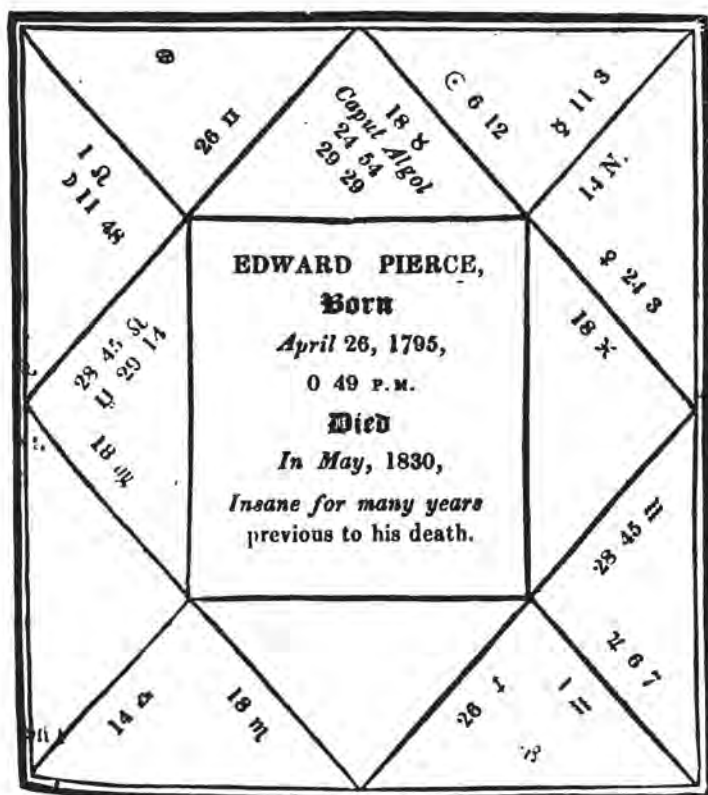 ⊕
26 ♊
18 ♉
Caput Algol
24 54
29 29
☉ 6 12
☿ 11 3
1 ♌
☽ 11 48
14 N.
♀ 24 3
18 ♓
28 45 ♌
♅ 29 14
18 ♍
EDWARD PIERCE,
Born
April 26, 1795,
0 49 P.M.
Died
In May, 1830,
Insane for many years
previous to his death.
28 45 ♒
♃ 6 7
14 ♎
18 ♏
26 ♐
1